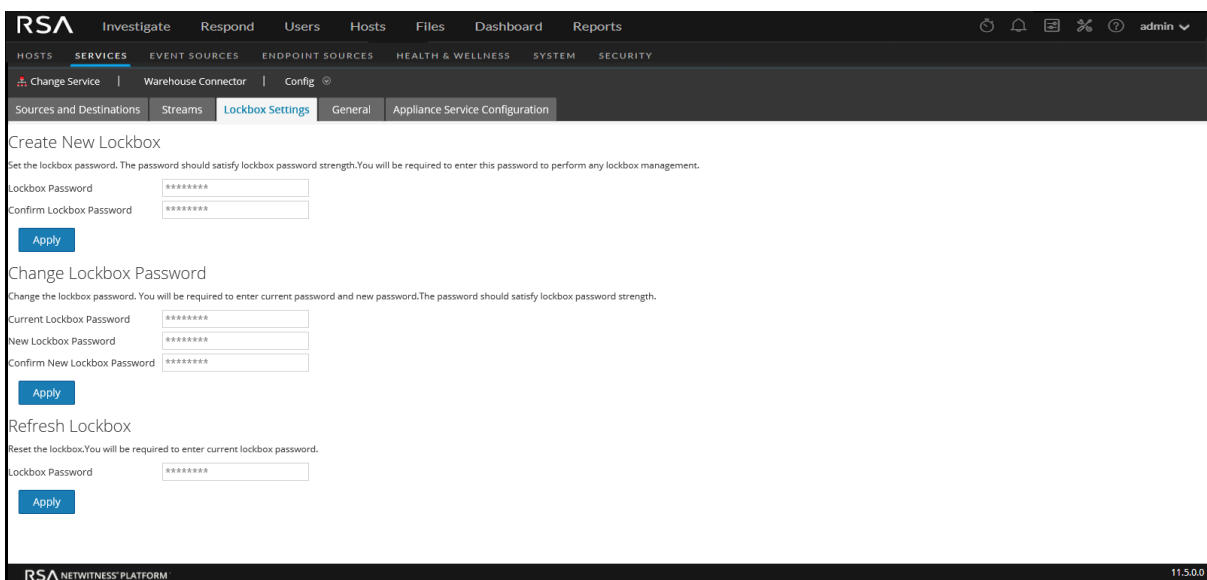 RSA Investigate Respond Users Hosts Files Dashboard Reports admin
HOSTS SERVICES EVENT SOURCES ENDPOINT SOURCES HEALTH & WELLNESS SYSTEM SECURITY
Change Service | Warehouse Connector | Config
Sources and Destinations Streams Lockbox Settings General Appliance Service Configuration
Create New Lockbox
Set the lockbox password. The password should satisfy lockbox password strength.You will be required to enter this password to perform any lockbox management.
Lockbox Password ********
Confirm Lockbox Password ********
Apply
Change Lockbox Password
Change the lockbox password. You will be required to enter current password and new password.The password should satisfy lockbox password strength.
Current Lockbox Password ********
New Lockbox Password ********
Confirm New Lockbox Password ********
Apply
Refresh Lockbox
Reset the lockbox.You will be required to enter current lockbox password.
Lockbox Password ********
Apply
RSA NETWITNESS PLATFORM 11.5.0.0